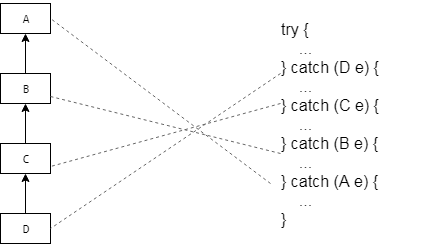 A
B
C
D
try {
...
} catch (D e) {
...
} catch (C e) {
...
} catch (B e) {
...
} catch (A e) {
...
}